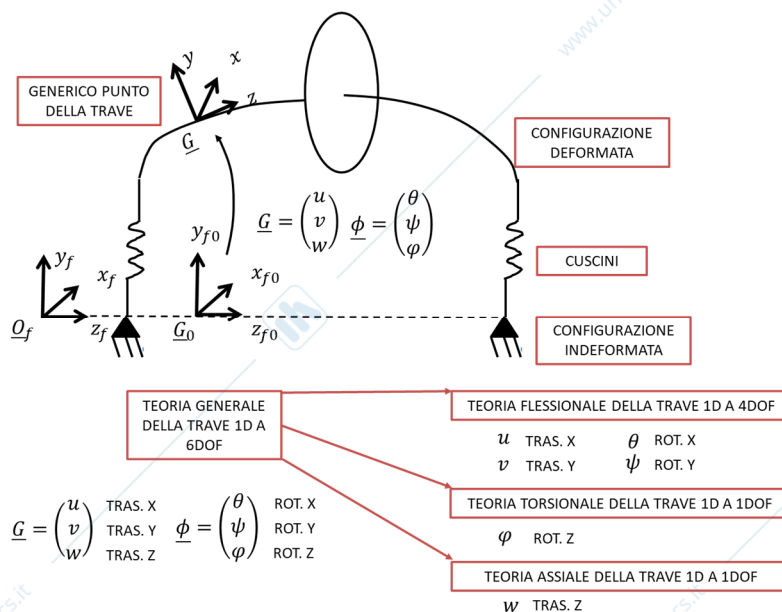 y
x
z
GENERICO PUNTO
DELLA TRAVE
G
CONFIGURAZIONE
DEFORMATA
G = (u v w) ϕ = (θ ψ φ)
y_f0
x_f0
y_f
x_f
CUSCINI
O_f
z_f
G_0
z_f0
CONFIGURAZIONE
INDEFORMATA
TEORIA GENERALE
DELLA TRAVE 1D A
6DOF
TEORIA FLESSIONALE DELLA TRAVE 1D A 4DOF
u TRAS. X θ ROT. X
v TRAS. Y ψ ROT. Y
TEORIA TORSIONALE DELLA TRAVE 1D A 1DOF
φ ROT. Z
G = (u v w) TRAS. X TRAS. Y TRAS. Z
ϕ = (θ ψ φ) ROT. X ROT. Y ROT. Z
TEORIA ASSIALE DELLA TRAVE 1D A 1DOF
w TRAS. Z